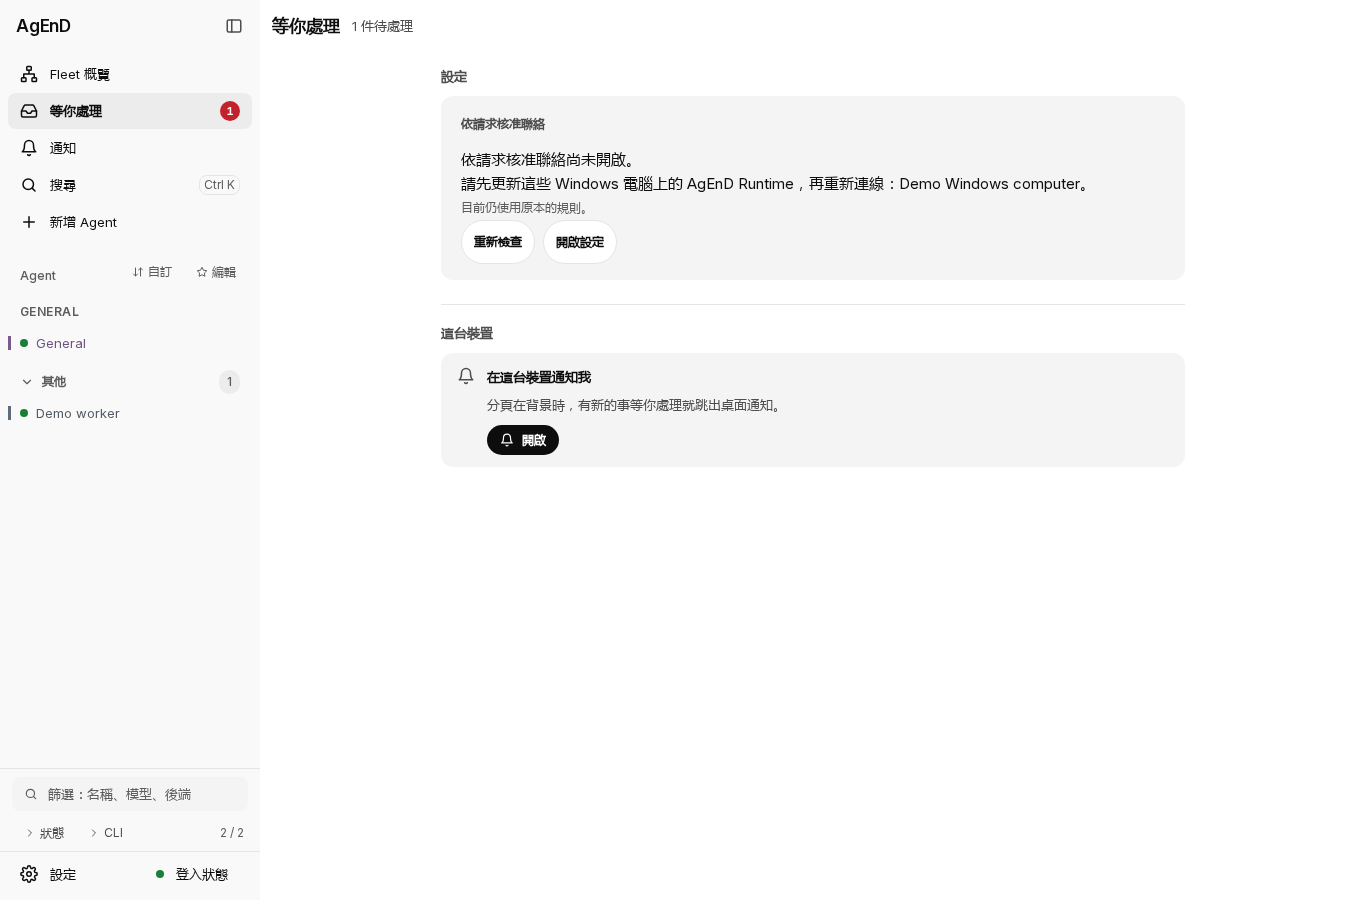 AgEnD
Fleet 概覽
等你處理
1
通知
搜尋
Ctrl K
新增 Agent
Agent
自訂
編輯
GENERAL
General
其他
1
Demo worker
篩選：名稱、模型、後端
狀態
CLI
2 / 2
設定
登入狀態
等你處理
1 件待處理
設定
依請求核准聯絡
依請求核准聯絡尚未開啟。
請先更新這些 Windows 電腦上的 AgEnD Runtime，再重新連線：Demo Windows computer。
目前仍使用原本的規則。
重新檢查
開啟設定
這台裝置
在這台裝置通知我
分頁在背景時，有新的事等你處理就跳出桌面通知。
開啟